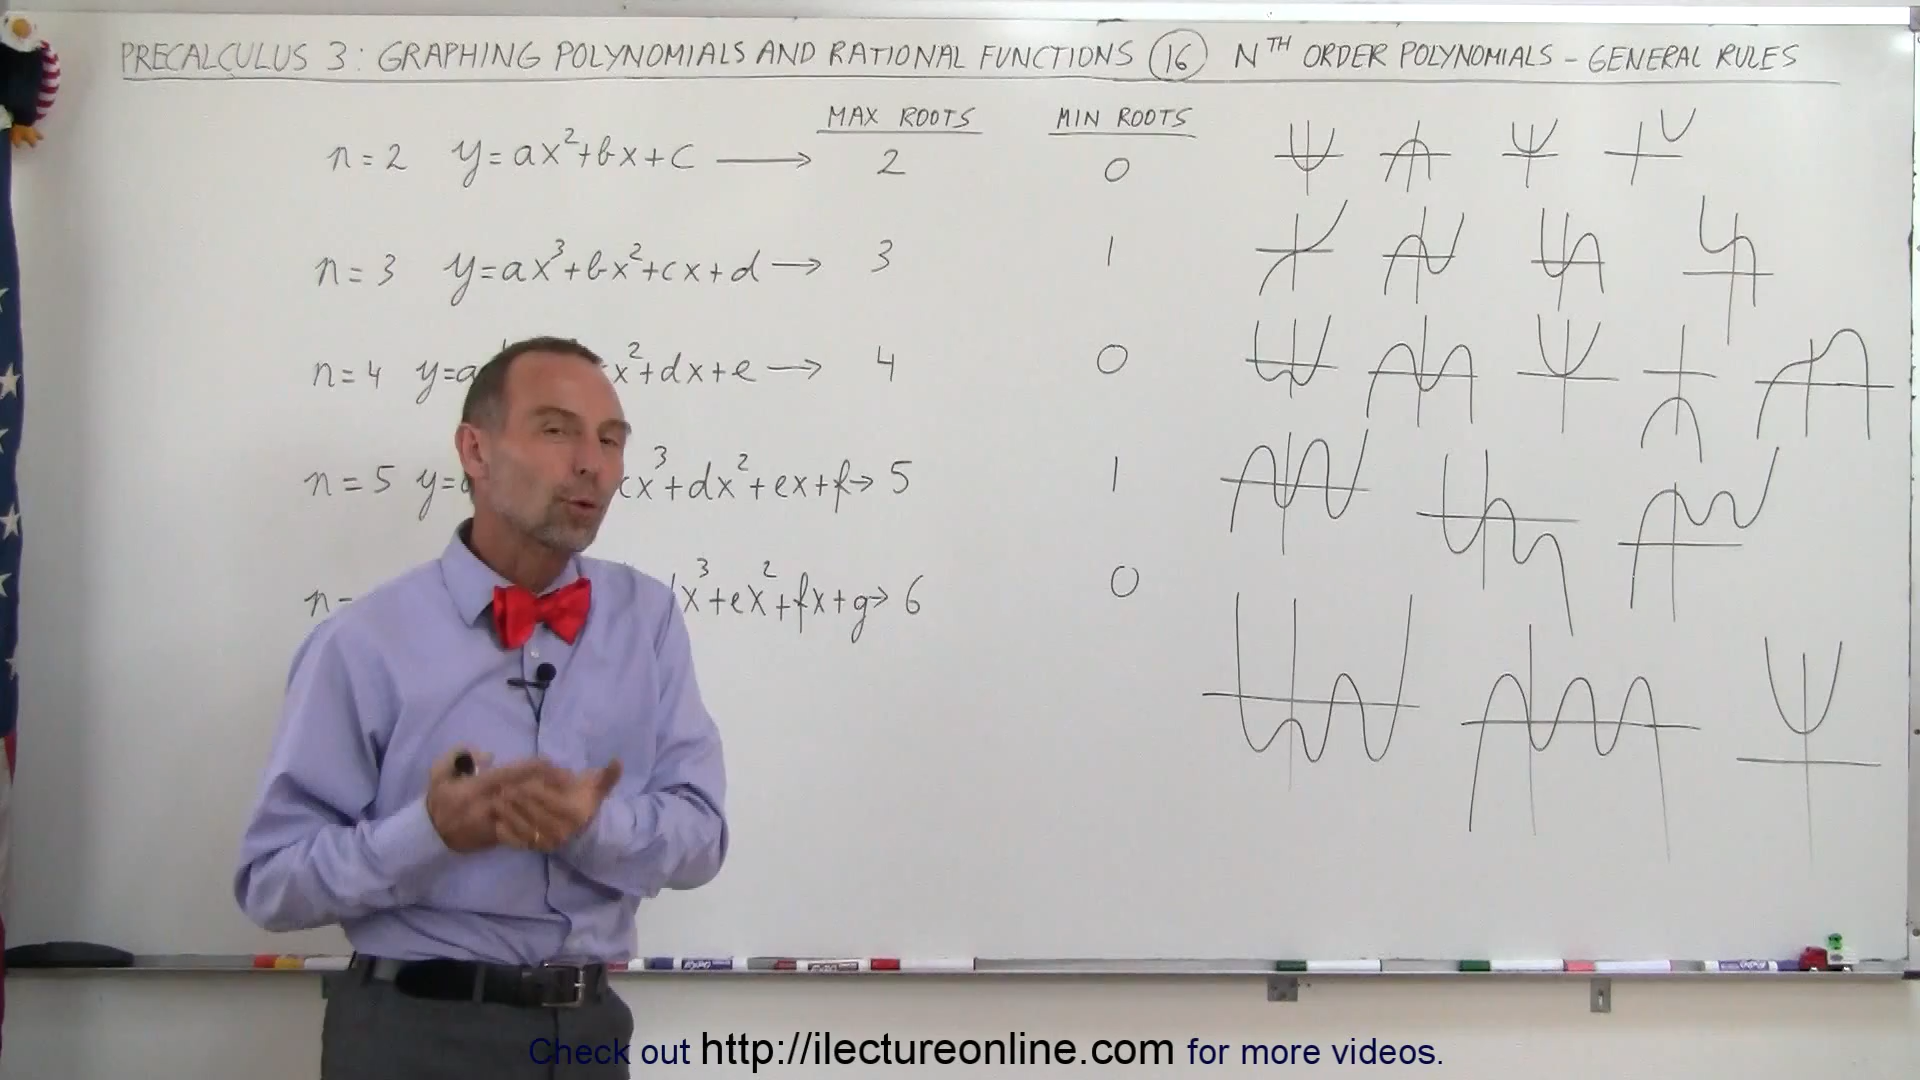 PRECALCULUS 3: GRAPHING POLYNOMIALS AND RATIONAL FUNCTIONS 16 NTH ORDER POLYNOMIALS - GENERAL RULES
MAX ROOTS MIN ROOTS
n=2 y=ax²+bx+c → 2 0
n=3 y=ax³+bx²+cx+d → 3 1
n=4 y=a x²+dx+e → 4 0
n=5 y= cx³+dx²+ex+f → 5 1
n= x³+ex²+fx+g → 6 0
Check out http://ilectureonline.com for more videos.